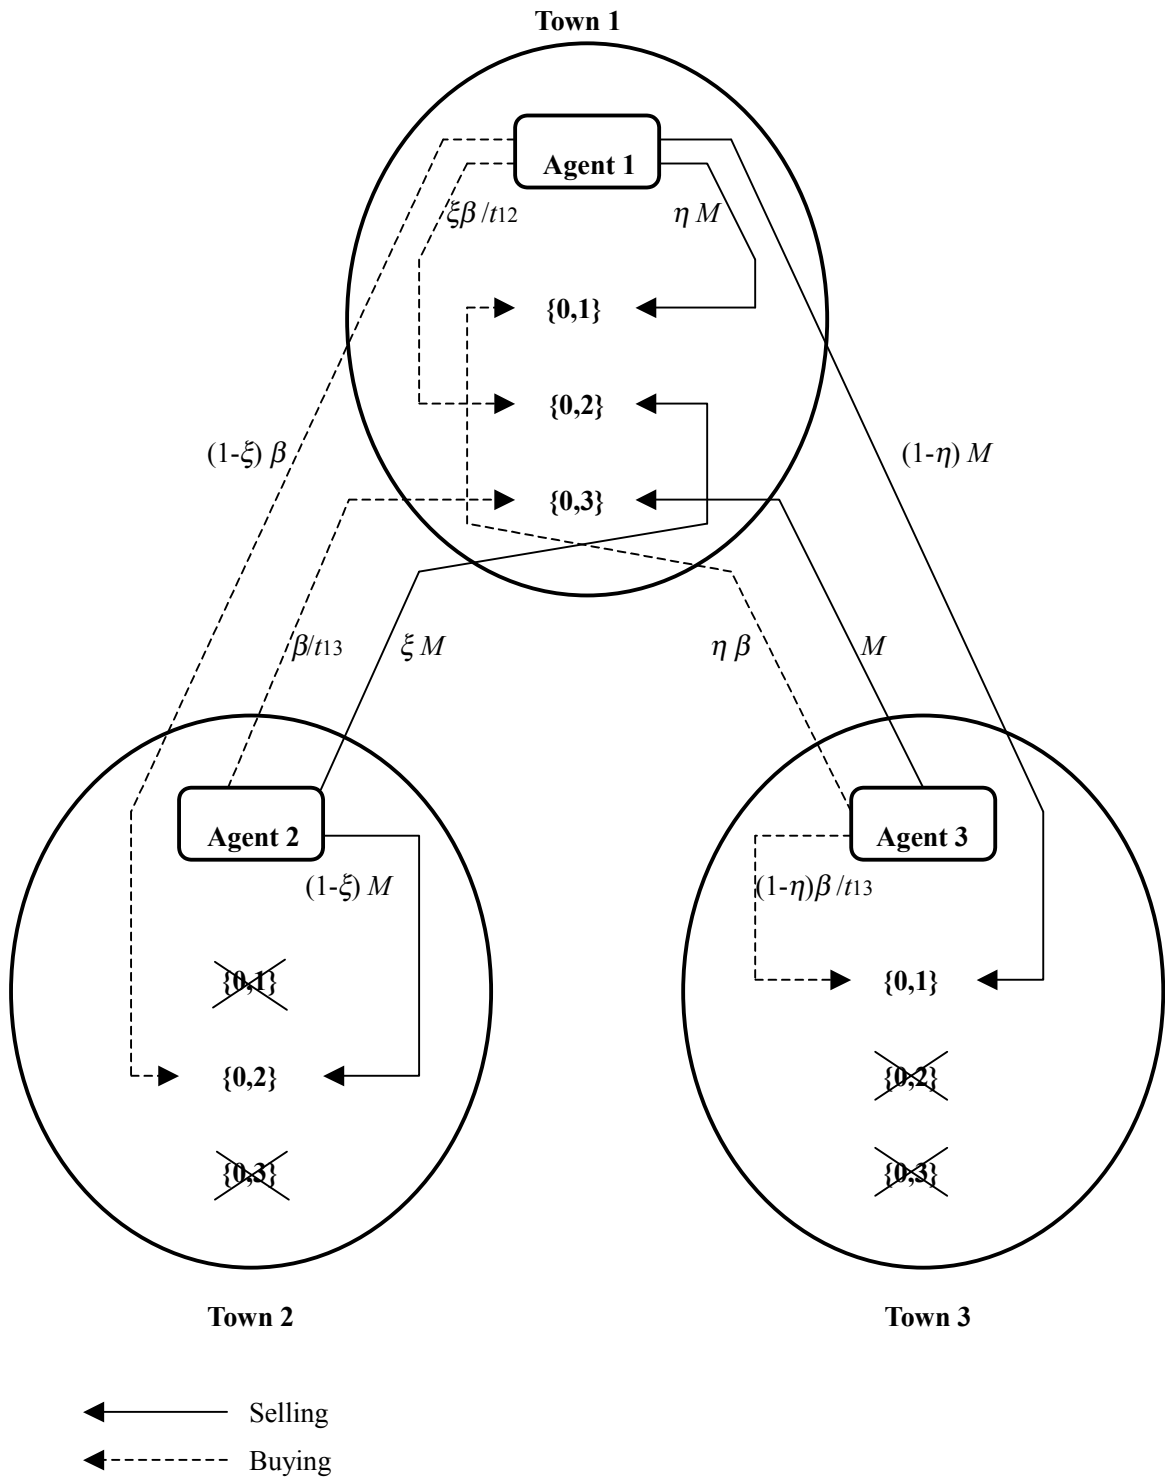 Town 1
Agent 1
ξβ /t12
η M
{0,1}
{0,2}
(1-ξ) β
(1-η) M
{0,3}
β/t13
ξ M
η β
M
Agent 2
Agent 3
(1-ξ) M
(1-η)β /t13
{0,1}
{0,1}
{0,2}
{0,2}
{0,3}
{0,3}
Town 2
Town 3
Selling
Buying